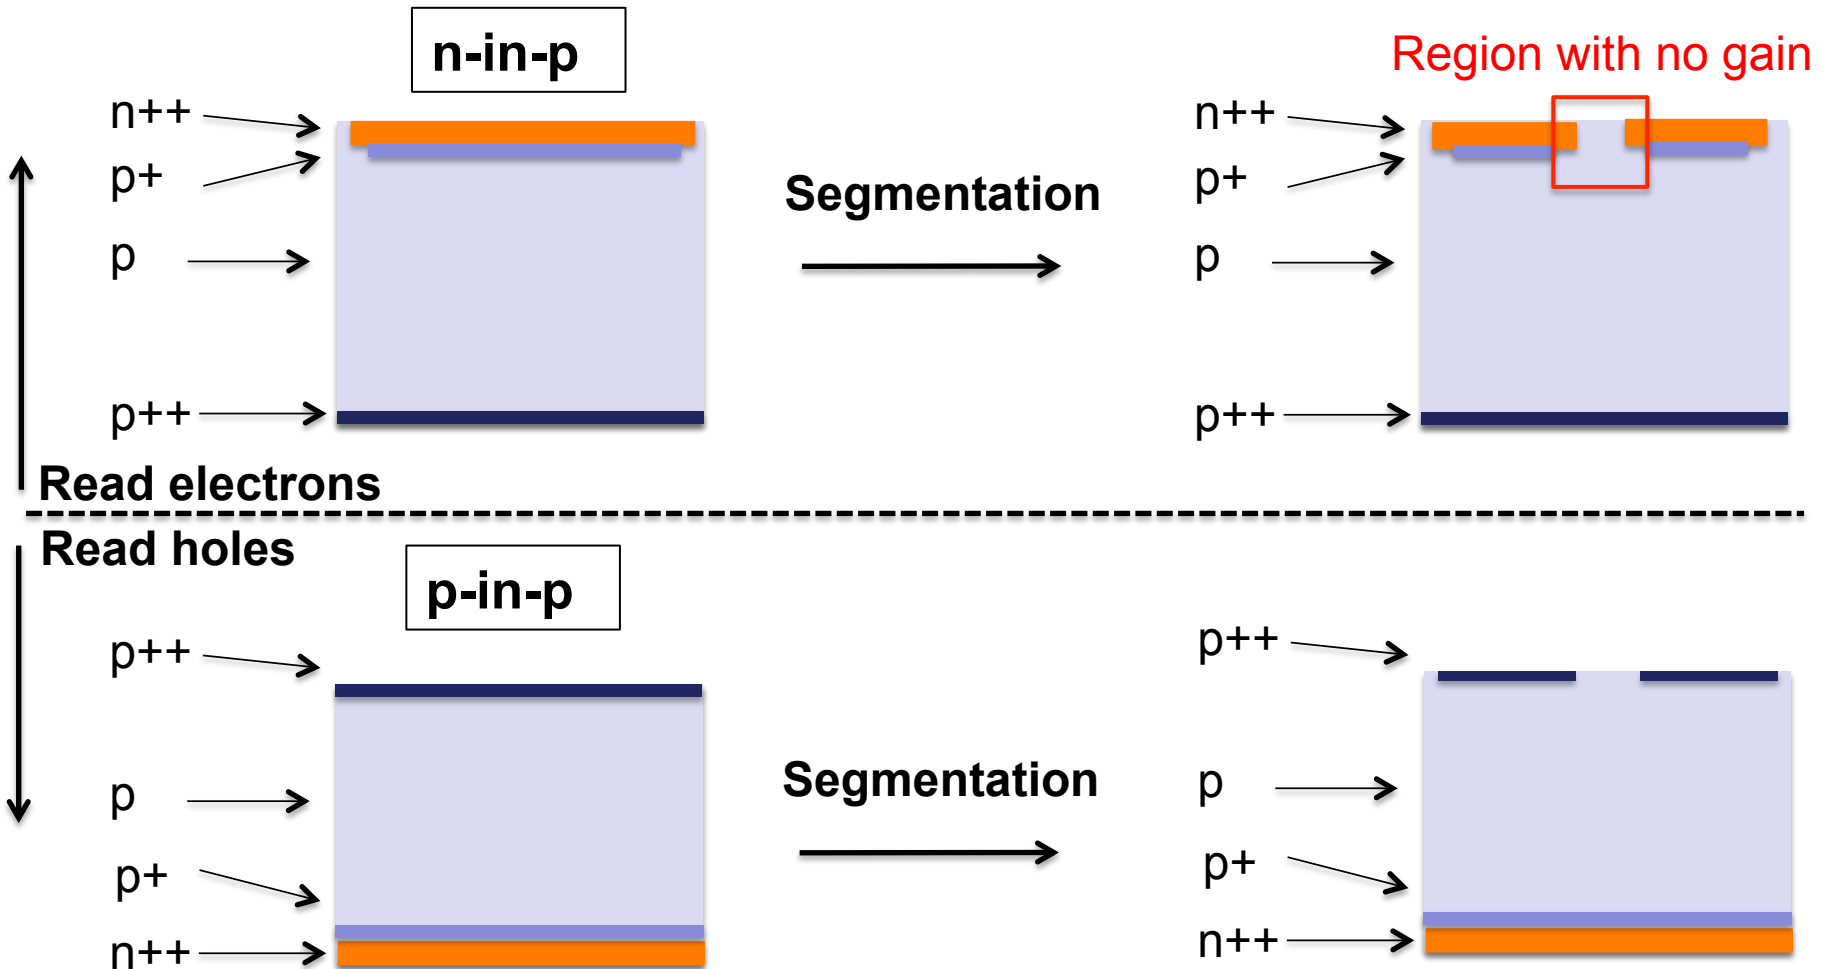 n-in-p
Region with no gain
n++
p+
p
p++
Segmentation
n++
p+
p
p++
Read electrons
Read holes
p-in-p
p++
p
p+
n++
Segmentation
p++
p
p+
n++